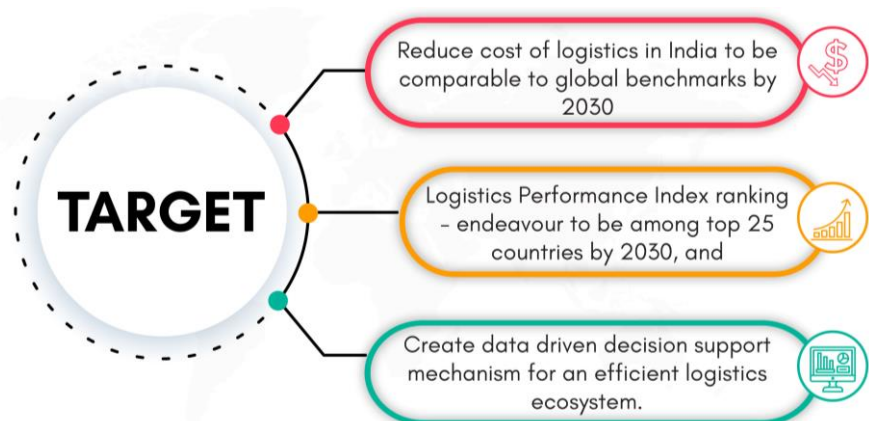 TARGET
Reduce cost of logistics in India to be
comparable to global benchmarks by
2030
Logistics Performance Index ranking
- endeavour to be among top 25
countries by 2030, and
Create data driven decision support
mechanism for an efficient logistics
ecosystem.